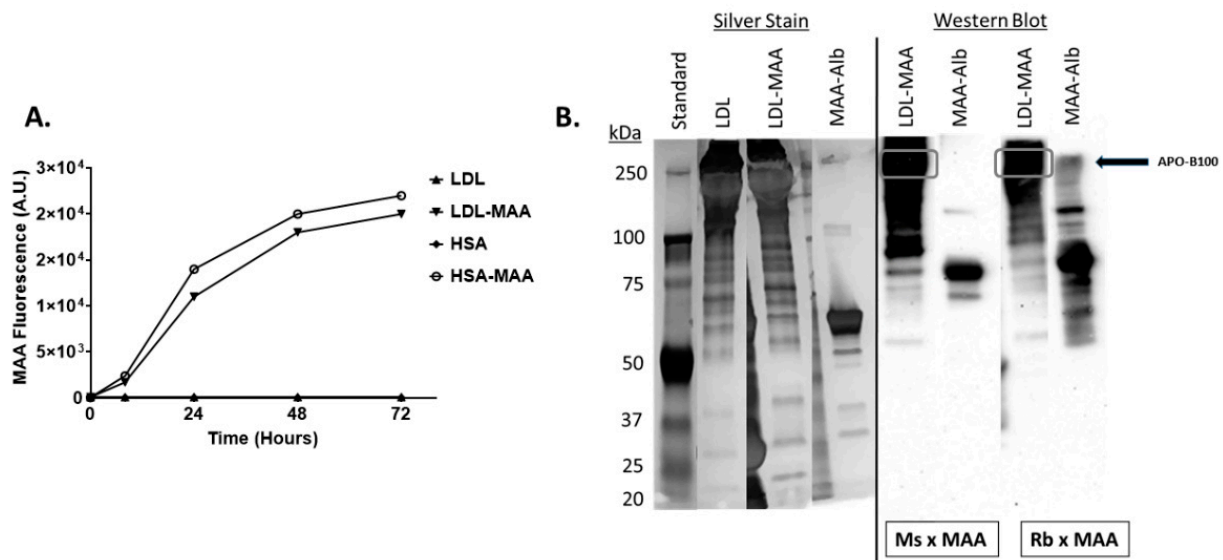 A.
MAA Fluorescence (A.U.)
3×10⁴
2×10⁴
2×10⁴
1×10⁴
5×10³
0
0 24 48 72
Time (Hours)
LDL
LDL-MAA
HSA
HSA-MAA
B.
Silver Stain
Western Blot
kDa
Standard
LDL
LDL-MAA
MAA-Alb
LDL-MAA
MAA-Alb
LDL-MAA
MAA-Alb
250
100
75
50
37
25
20
APO-B100
Ms x MAA
Rb x MAA